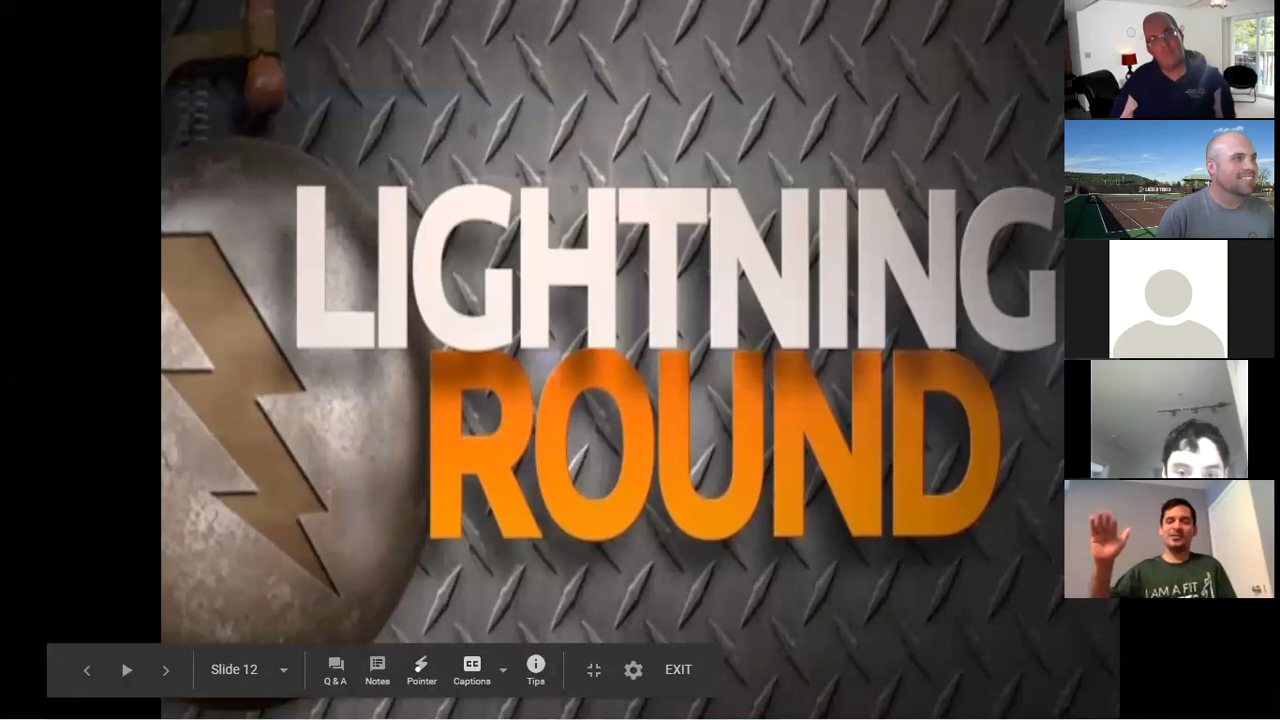 LIGHTNING
ROUND
I AM A FIT
Slide 12
Q & A
Notes
Pointer
CC
Captions
Tips
EXIT